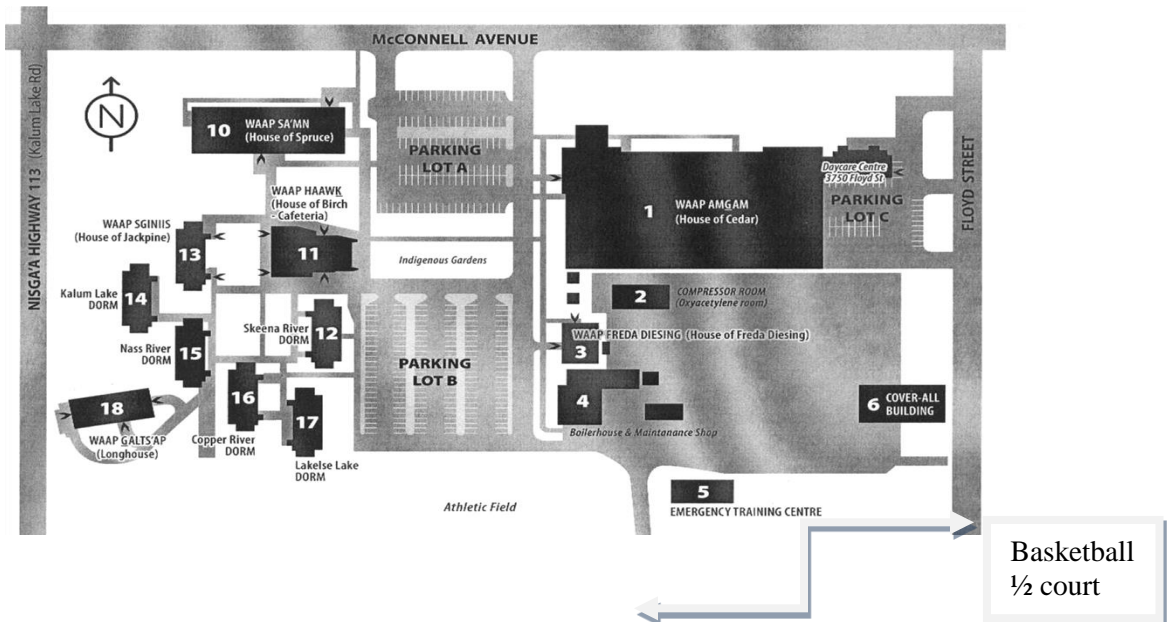 McCONNELL AVENUE
NISGA'A HIGHWAY 113 (Kalum Lake Rd)
N
10
WAAP SA'MN
(House of Spruce)
PARKING
LOT A
WAAP HAAWK
(House of Birch
- Cafeteria)
11
WAAP SGINIIS
(House of Jackpine)
13
Kalum Lake
DORM
14
Nass River
DORM
15
Skeena River
DORM
12
18
WAAP GALTS'AP
(Longhouse)
16
Copper River
DORM
17
Lakelse Lake
DORM
Indigenous Gardens
PARKING
LOT B
Athletic Field
1
WAAP AMGAM
(House of Cedar)
Daycare Centre
3750 Floyd St
PARKING
LOT C
FLOYD STREET
2
COMPRESSOR ROOM
(Oxyacetylene room)
WAAP FREDA DIESING (House of Freda Diesing)
3
4
Boilerhouse & Maintanance Shop
6 COVER-ALL
BUILDING
5
EMERGENCY TRAINING CENTRE
Basketball
½ court